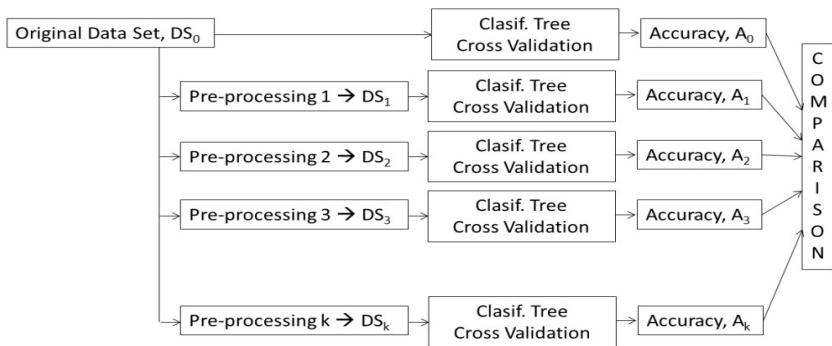 Original Data Set, DS₀
Clasif. Tree
Cross Validation
Accuracy, A₀
Pre-processing 1 → DS₁
Clasif. Tree
Cross Validation
Accuracy, A₁
Pre-processing 2 → DS₂
Clasif. Tree
Cross Validation
Accuracy, A₂
Pre-processing 3 → DS₃
Clasif. Tree
Cross Validation
Accuracy, A₃
Pre-processing k → DSₖ
Clasif. Tree
Cross Validation
Accuracy, Aₖ
COMPARISON